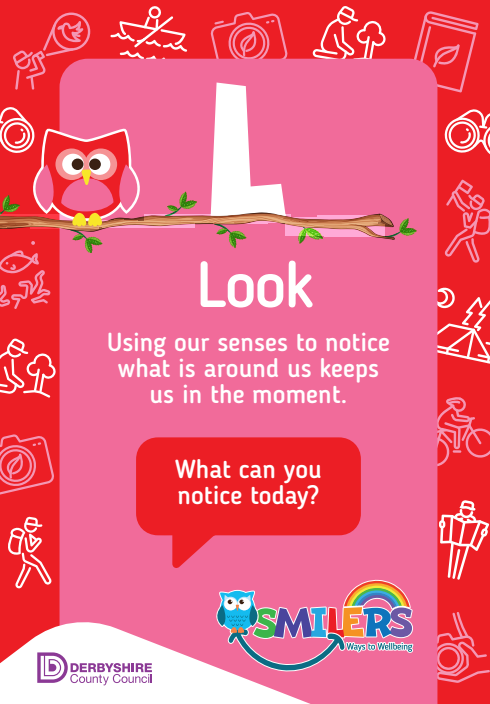 L
Look
Using our senses to notice
what is around us keeps
us in the moment.
What can you
notice today?
SMILERS
Ways to Wellbeing
DERBYSHIRE
County Council